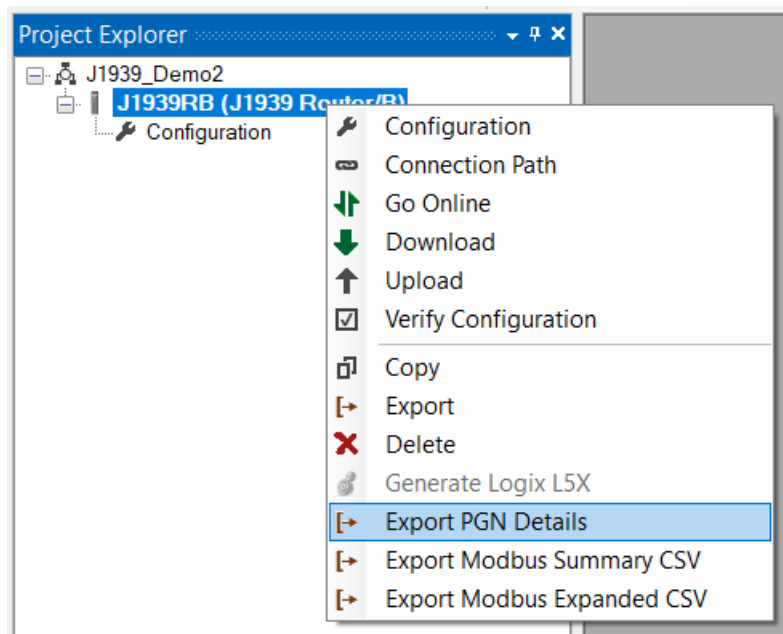 Project Explorer
J1939_Demo2
J1939RB (J1939 Router/B)
Configuration
Configuration
Connection Path
Go Online
Download
Upload
Verify Configuration
Copy
Export
Delete
Generate Logix L5X
Export PGN Details
Export Modbus Summary CSV
Export Modbus Expanded CSV